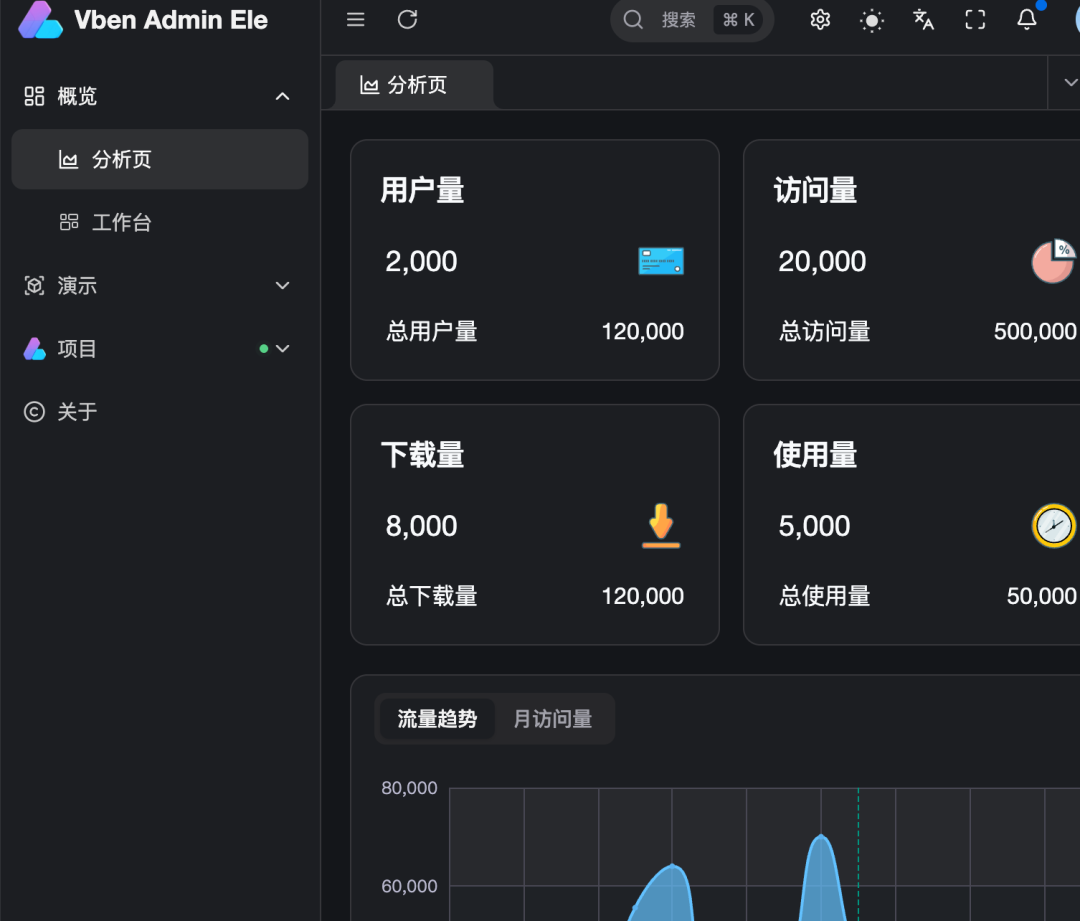 Vben Admin Ele
搜索
⌘ K
概览
分析页
工作台
演示
项目
关于
分析页
用户量
2,000
总用户量 120,000
访问量
20,000
%
总访问量 500,000
下载量
8,000
总下载量 120,000
使用量
5,000
总使用量 50,000
流量趋势 月访问量
80,000
60,000